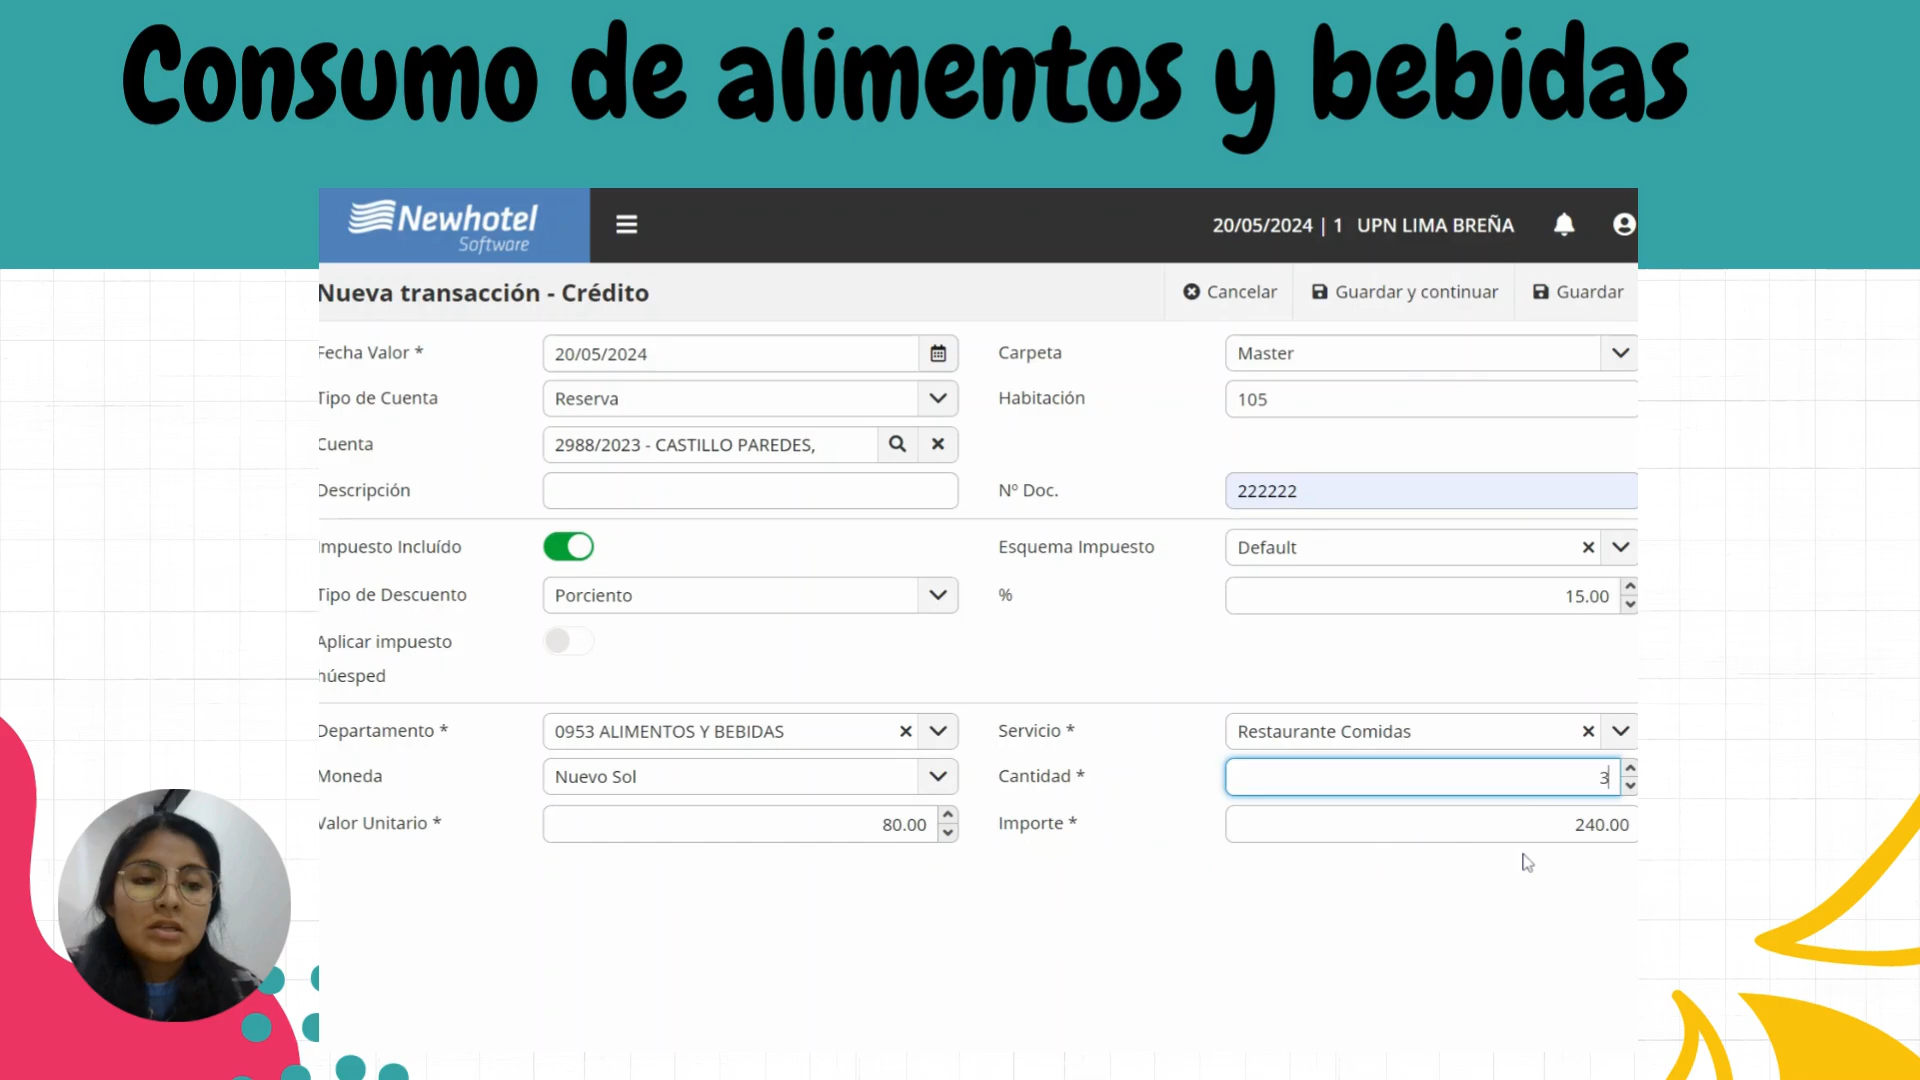 Consumo de alimentos y bebidas
Newhotel
Software
20/05/2024 | 1 UPN LIMA BREÑA
Nueva transacción - Crédito
Cancelar
Guardar y continuar
Guardar
Fecha Valor *
20/05/2024
Carpeta
Master
Tipo de Cuenta
Reserva
Habitación
105
Cuenta
2988/2023 - CASTILLO PAREDES,
Descripción
Nº Doc.
222222
Impuesto Incluído
Esquema Impuesto
Default
Tipo de Descuento
Porciento
%
15.00
Aplicar impuesto
húesped
Departamento *
0953 ALIMENTOS Y BEBIDAS
Servicio *
Restaurante Comidas
Moneda
Nuevo Sol
Cantidad *
3
Valor Unitario *
80.00
Importe *
240.00